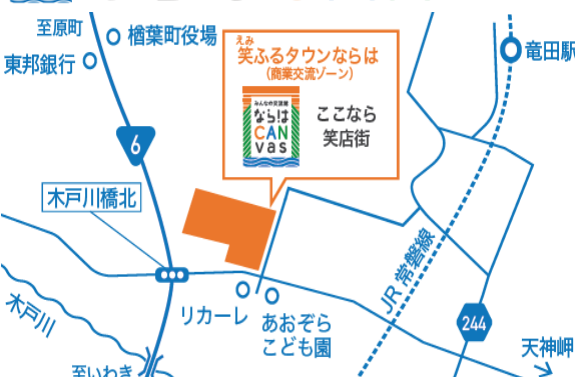 至原町
楢葉町役場
東邦銀行
えみ
笑ふるタウンならは
(商業交流ゾーン)
みんなの交流館
ならは
CAN
vas
ここなら
笑店街
竜田駅
6
木戸川橋北
木戸川
リカーレ
あおぞら
こども園
JR 常磐線
244
天神岬
至いわき